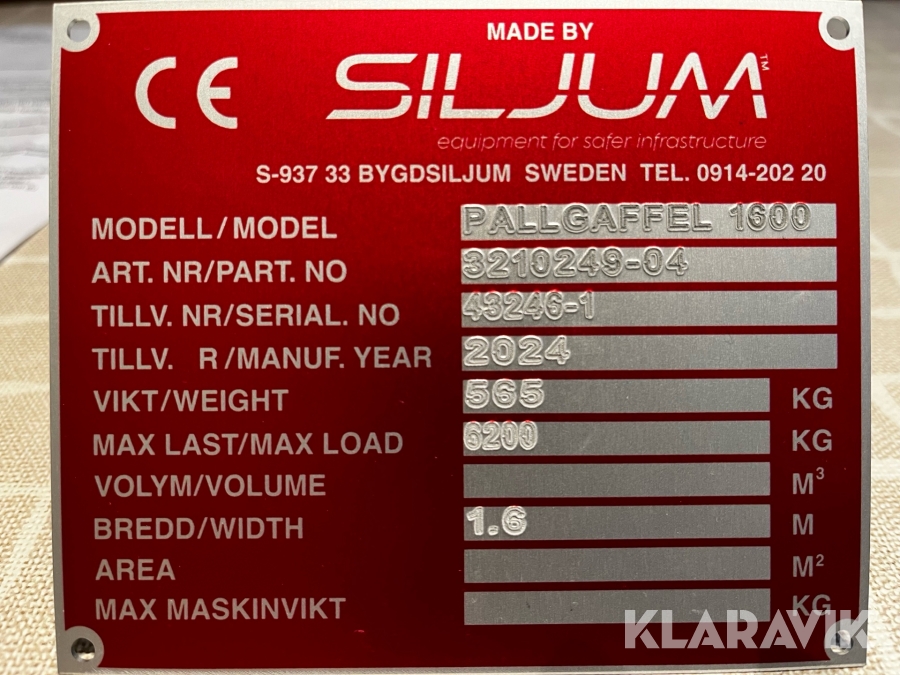 MADE BY
CE SILJUM™
equipment for safer infrastructure
S-937 33 BYGDSILJUM SWEDEN TEL. 0914-202 20
MODELL/MODEL PALLGAFFEL 1600
ART. NR/PART. NO 3210249-04
TILLV. NR/SERIAL. NO 43246-1
TILLV. R/MANUF. YEAR 2024
VIKT/WEIGHT 565 KG
MAX LAST/MAX LOAD 6200 KG
VOLYM/VOLUME M³
BREDD/WIDTH 1.6 M
AREA M²
MAX MASKINVIKT KG
KLARAVIK